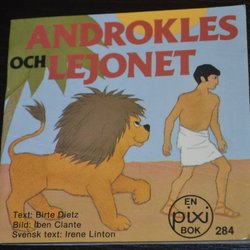 ANDROKLES
OCH LEJONET
Text: Birte Dietz
Bild: Iben Clante
Svensk text: Irene Linton
EN
pixi
BOK
284